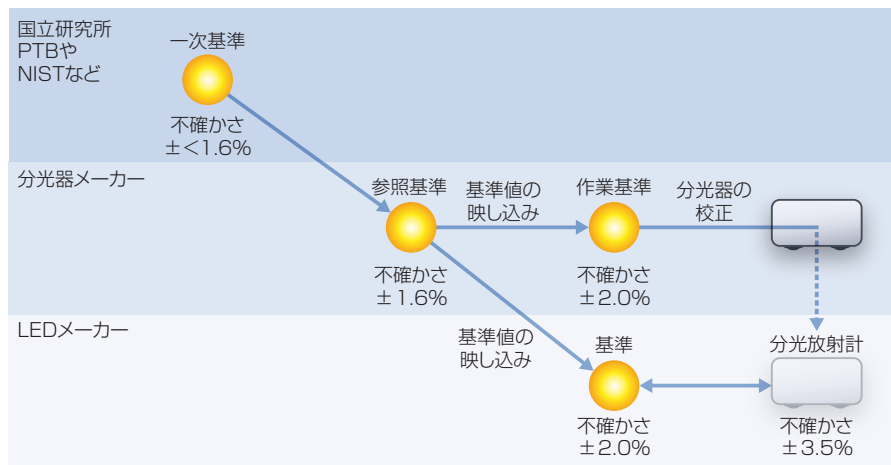 国立研究所
PTBや
NISTなど
一次基準
不確かさ
±<1.6%
分光器メーカー
参照基準
基準値の
映し込み
作業基準
分光器の
校正
不確かさ
±1.6%
不確かさ
±2.0%
LEDメーカー
基準値の
映し込み
基準
分光放射計
不確かさ
±2.0%
不確かさ
±3.5%